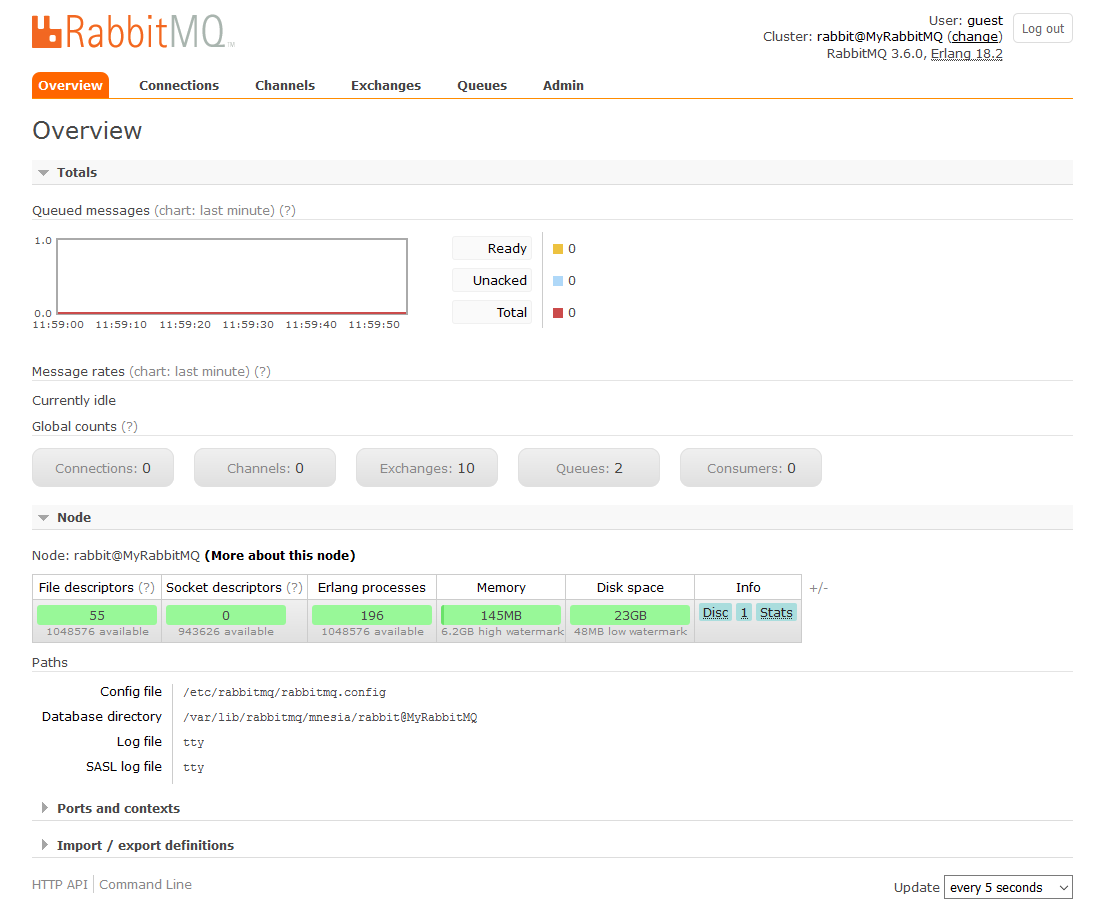 RabbitMQ™
User: guest
Cluster: rabbit@MyRabbitMQ (change)
RabbitMQ 3.6.0, Erlang 18.2
Log out
Overview Connections Channels Exchanges Queues Admin
Overview
Totals
Queued messages (chart: last minute) (?)
1.0
0.0
11:59:00 11:59:10 11:59:20 11:59:30 11:59:40 11:59:50
Ready 0
Unacked 0
Total 0
Message rates (chart: last minute) (?)
Currently idle
Global counts (?)
Connections: 0 Channels: 0 Exchanges: 10 Queues: 2 Consumers: 0
Node
Node: rabbit@MyRabbitMQ (More about this node)
File descriptors (?) Socket descriptors (?) Erlang processes Memory Disk space Info +/-
55 0 196 145MB 23GB Disc 1 Stats
1048576 available 943626 available 1048576 available 6.2GB high watermark 48MB low watermark
Paths
Config file /etc/rabbitmq/rabbitmq.config
Database directory /var/lib/rabbitmq/mnesia/rabbit@MyRabbitMQ
Log file tty
SASL log file tty
Ports and contexts
Import / export definitions
HTTP API Command Line
Update every 5 seconds